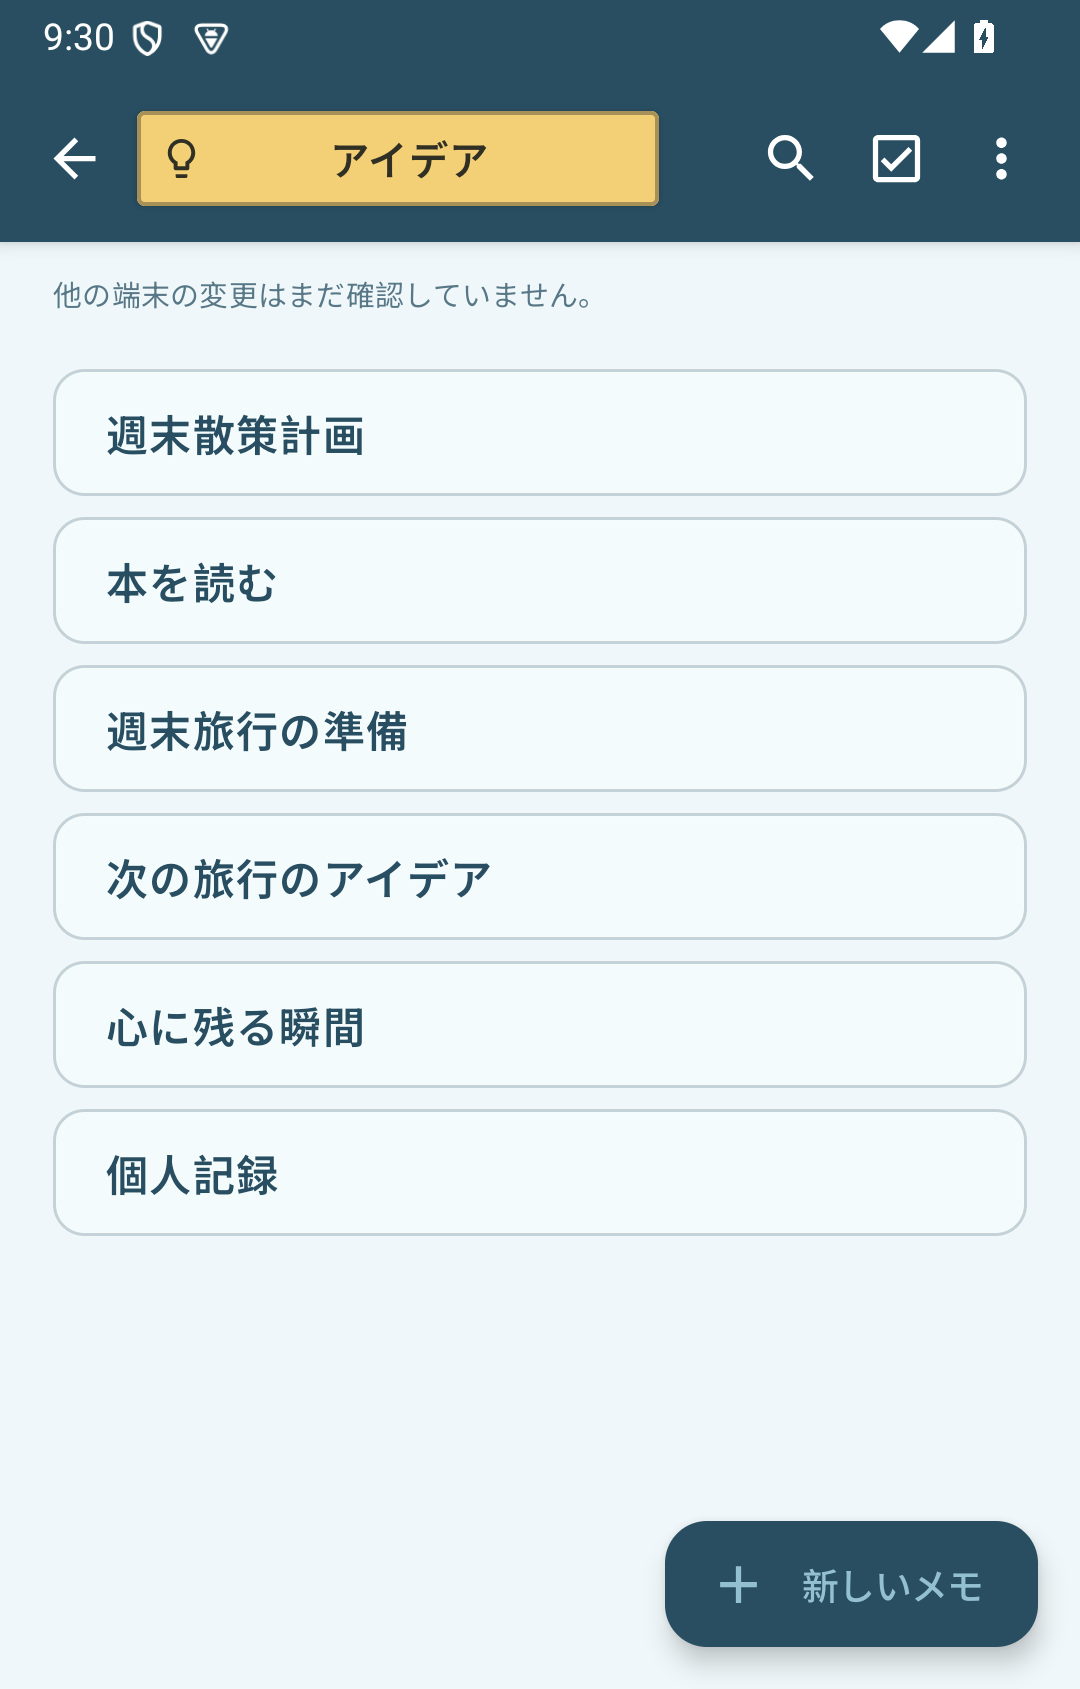 9:30
アイデア
他の端末の変更はまだ確認していません。
週末散策計画
本を読む
週末旅行の準備
次の旅行のアイデア
心に残る瞬間
個人記録
新しいメモ